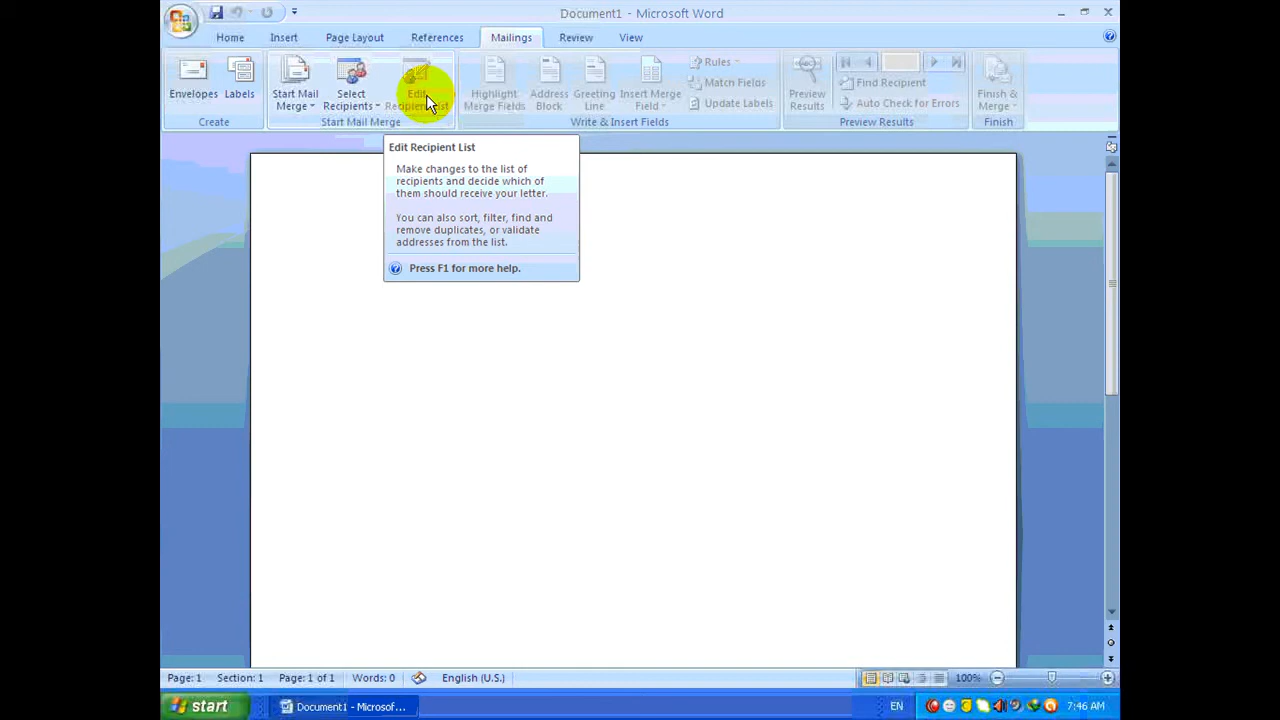 Document1 - Microsoft Word
Home Insert Page Layout References Mailings Review View
Envelopes Labels Start Mail Merge Select Recipients Edit Recipient List Highlight Merge Fields Address Block Greeting Line Insert Merge Field Rules Match Fields Update Labels Preview Results Find Recipient Auto Check for Errors Finish & Merge
Create Start Mail Merge Write & Insert Fields Preview Results Finish
Edit Recipient List
Make changes to the list of
recipients and decide which of
them should receive your letter.
You can also sort, filter, find and
remove duplicates, or validate
addresses from the list.
Press F1 for more help.
Page: 1 Section: 1 Page: 1 of 1 Words: 0 English (U.S.) 100%
start Document1 - Microsof... EN 7:46 AM